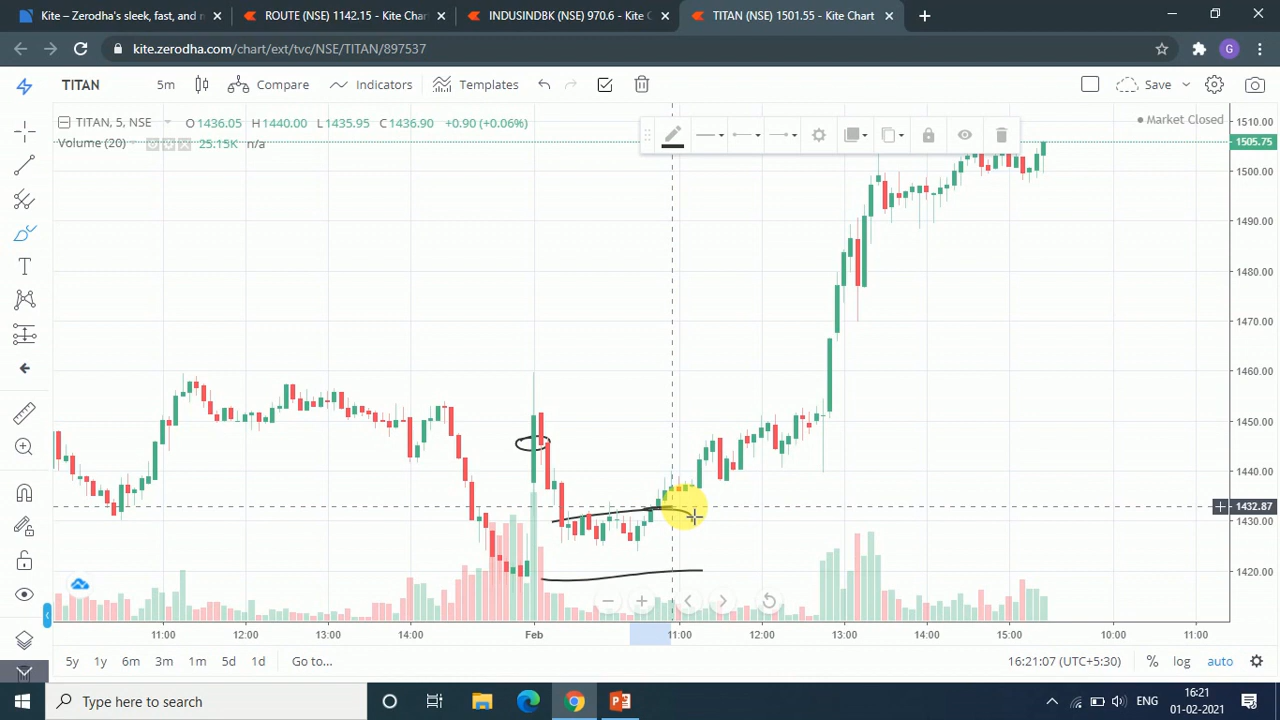 Kite – Zerodha's sleek, fast, and n
ROUTE (NSE) 1142.15 - Kite Chart
INDUSINDBK (NSE) 970.6 - Kite C
TITAN (NSE) 1501.55 - Kite Chart
kite.zerodha.com/chart/ext/tvc/NSE/TITAN/897537
G
TITAN 5m Compare Indicators Templates Save
TITAN, 5, NSE O1436.05 H1440.00 L1435.95 C1436.90 +0.90 (+0.06%)
Volume (20) 25.15K n/a
Market Closed
1510.00
1505.75
1500.00
1490.00
1480.00
1470.00
1460.00
1450.00
1440.00
1432.87
1430.00
1420.00
11:00 12:00 13:00 14:00 Feb 11:00 12:00 13:00 14:00 15:00 10:00 11:00
5y 1y 6m 3m 1m 5d 1d Go to... 16:21:07 (UTC+5:30) % log auto
Type here to search
ENG
16:21
01-02-2021